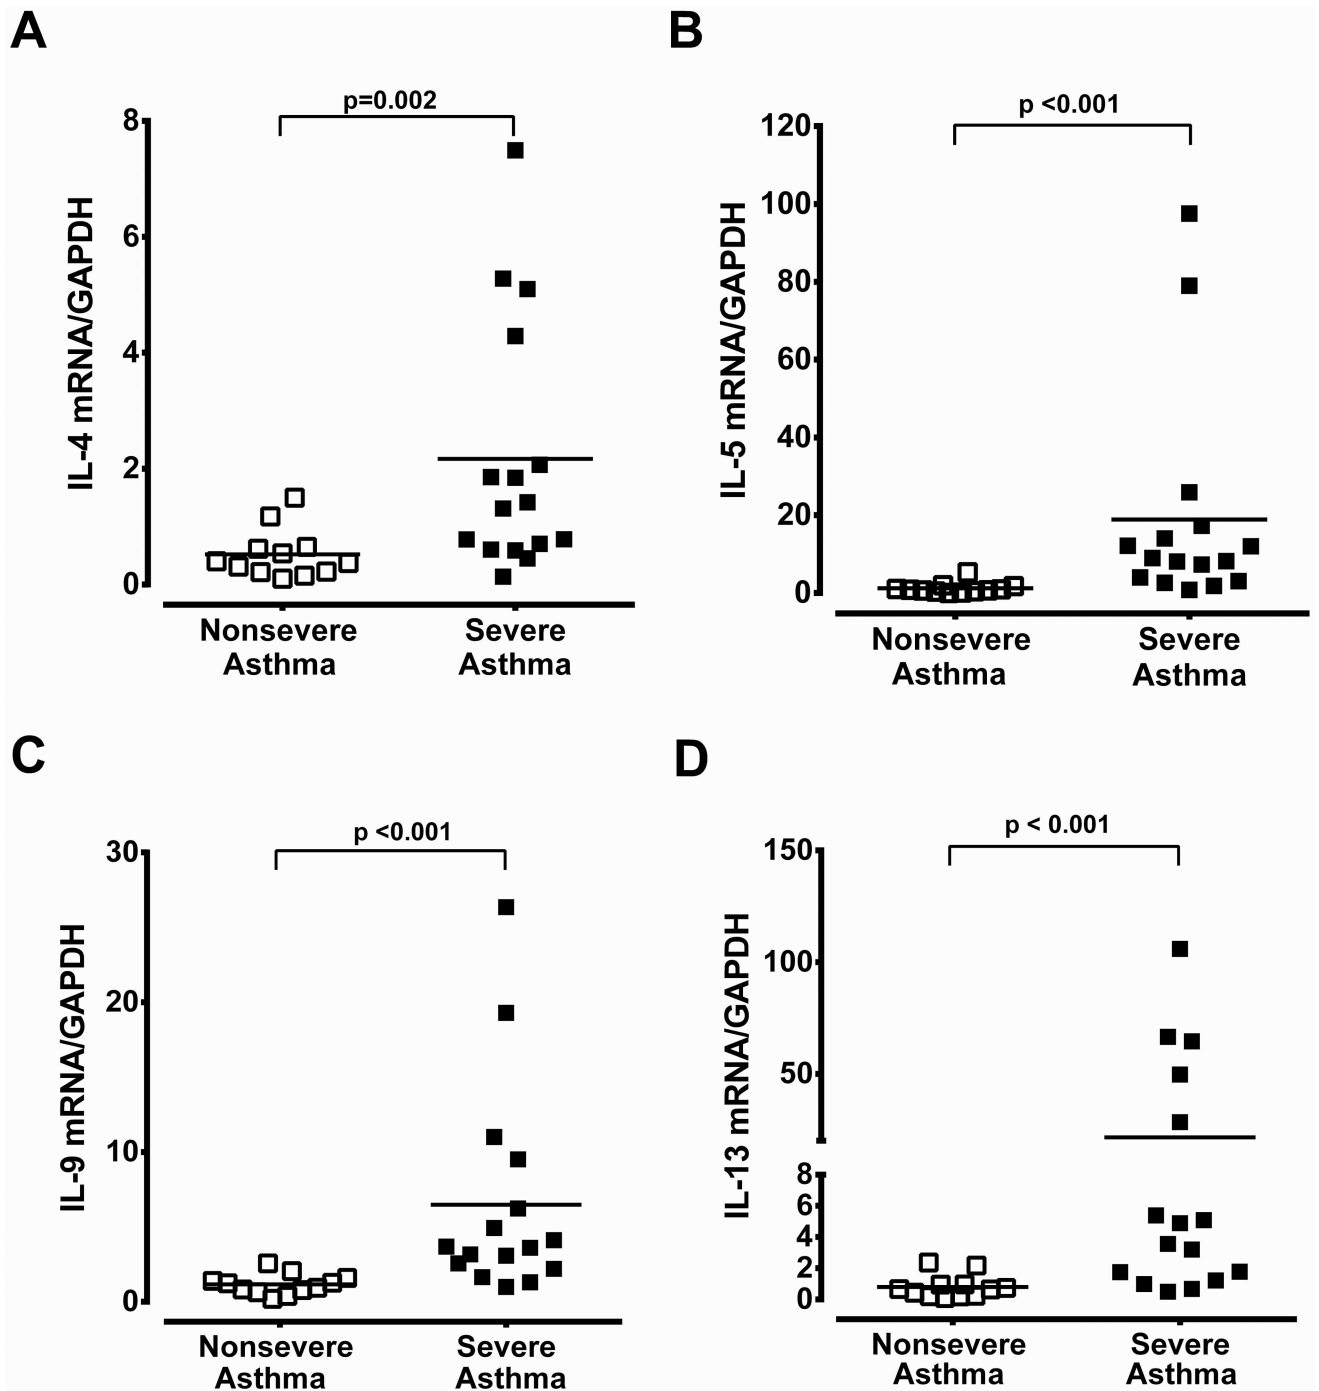 A
p=0.002
IL-4 mRNA/GAPDH
8
6
4
2
0
Nonsevere
Asthma
Severe
Asthma
B
p <0.001
IL-5 mRNA/GAPDH
120
100
80
60
40
20
0
Nonsevere
Asthma
Severe
Asthma
C
p <0.001
IL-9 mRNA/GAPDH
30
20
10
0
Nonsevere
Asthma
Severe
Asthma
D
p < 0.001
IL-13 mRNA/GAPDH
150
100
50
8
6
4
2
0
Nonsevere
Asthma
Severe
Asthma